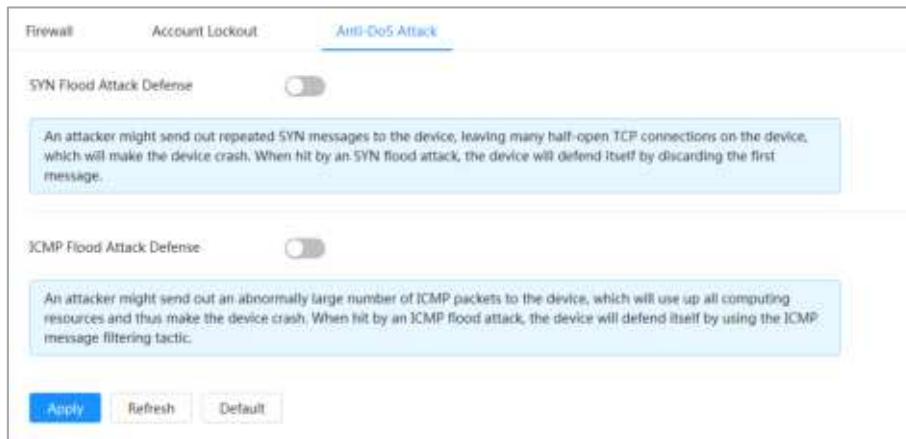 Firewall Account Lockout Anti-DoS Attack
SYN Flood Attack Defense
An attacker might send out repeated SYN messages to the device, leaving many half-open TCP connections on the device,
which will make the device crash. When hit by an SYN flood attack, the device will defend itself by discarding the first
message.
ICMP Flood Attack Defense
An attacker might send out an abnormally large number of ICMP packets to the device, which will use up all computing
resources and thus make the device crash. When hit by an ICMP flood attack, the device will defend itself by using the ICMP
message filtering tactic.
Apply Refresh Default